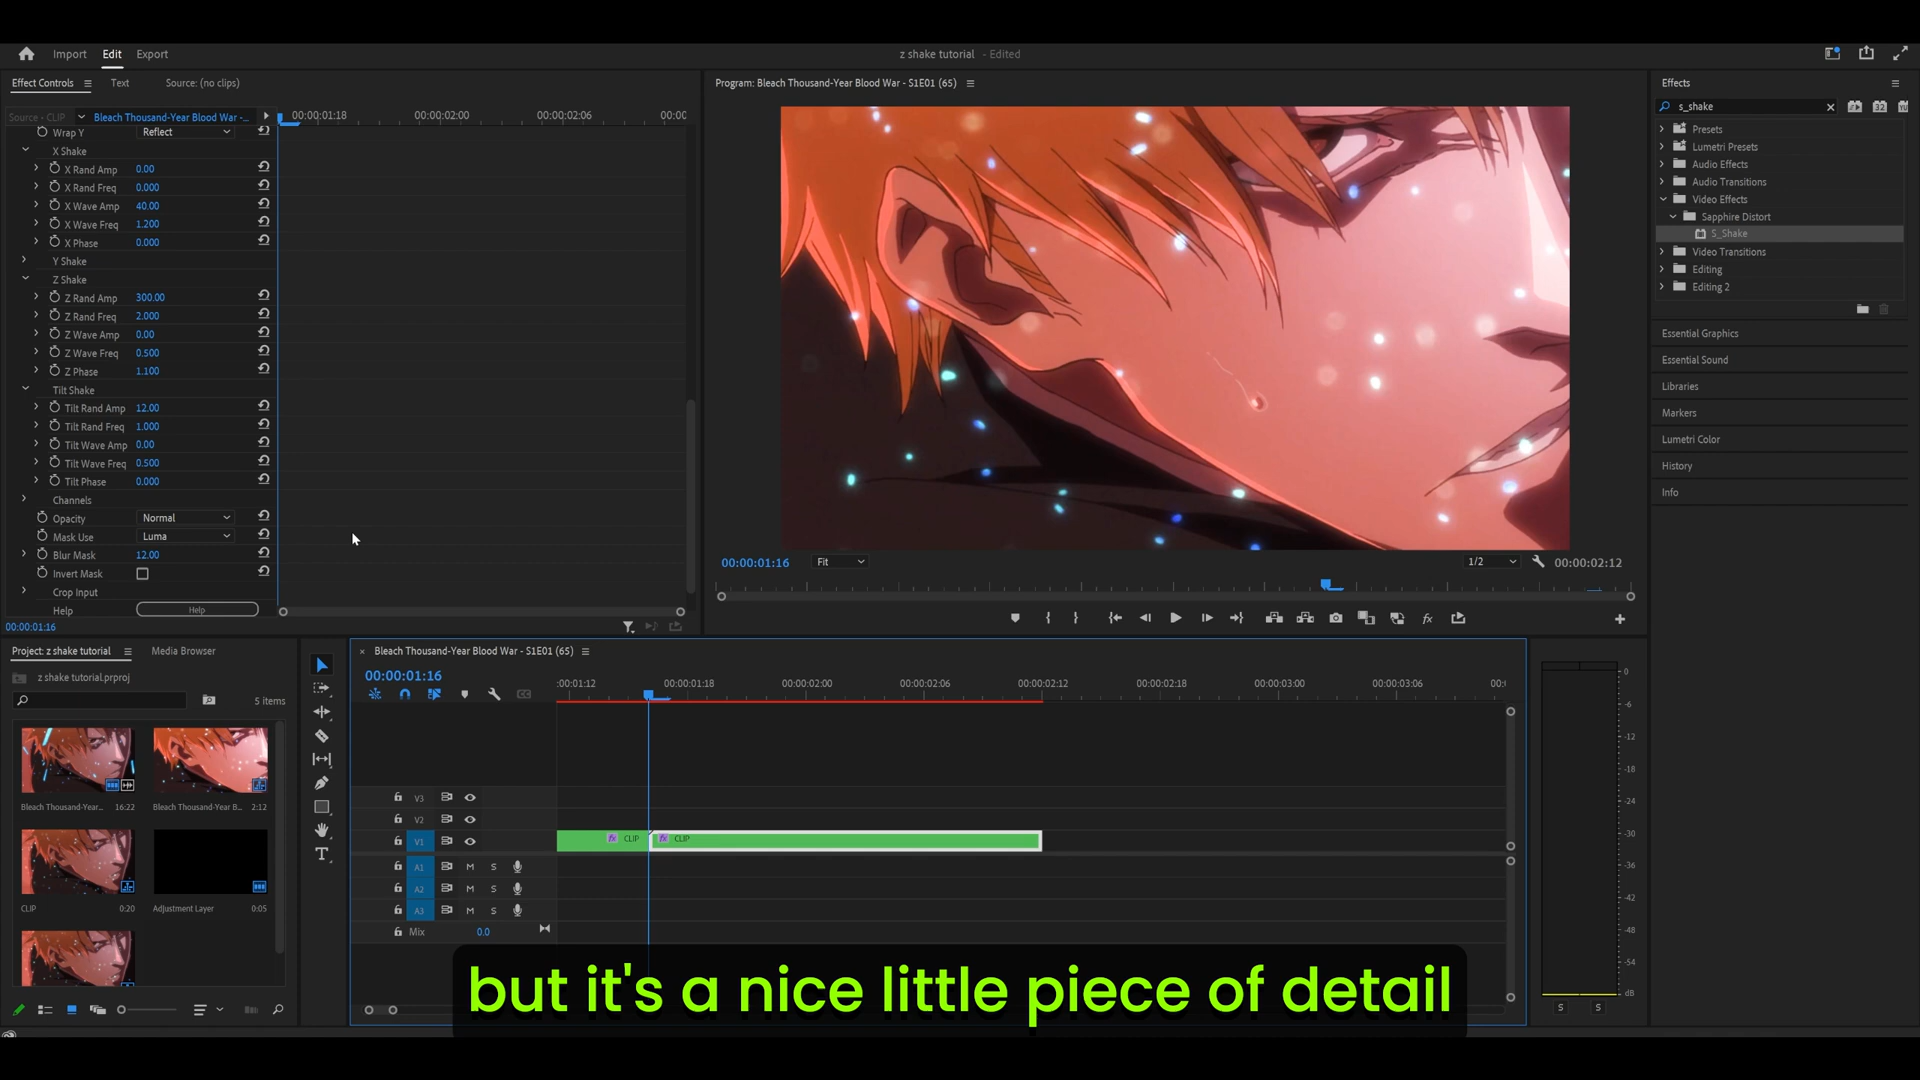 Import Edit Export
z shake tutorial - Edited
Effect Controls Text Source: (no clips)
Source - CLIP Bleach Thousand-Year Blood War -...
00:00:01:18 00:00:02:00 00:00:02:06 00:00
Wrap Y Reflect
X Shake
X Rand Amp 0.00
X Rand Freq 0.000
X Wave Amp 40.00
X Wave Freq 1.200
X Phase 0.000
Y Shake
Z Shake
Z Rand Amp 300.00
Z Rand Freq 2.000
Z Wave Amp 0.00
Z Wave Freq 0.500
Z Phase 1.100
Tilt Shake
Tilt Rand Amp 12.00
Tilt Rand Freq 1.000
Tilt Wave Amp 0.00
Tilt Wave Freq 0.500
Tilt Phase 0.000
Channels
Opacity Normal
Mask Use Luma
Blur Mask 12.00
Invert Mask
Crop Input
Help Help
00:00:01:16
Program: Bleach Thousand-Year Blood War - S1E01 (65)
00:00:01:16 Fit 1/2 00:00:02:12
Effects
s_shake
32
Presets
Lumetri Presets
Audio Effects
Audio Transitions
Video Effects
Sapphire Distort
S_Shake
Video Transitions
Editing
Editing 2
Essential Graphics
Essential Sound
Libraries
Markers
Lumetri Color
History
Info
Project: z shake tutorial Media Browser
z shake tutorial.prproj
5 items
Bleach Thousand-Year... 16:22
Bleach Thousand-Year B... 2:12
CLIP 0:20
Adjustment Layer 0:05
Bleach Thousand-Year Blood War - S1E01 (65)
00:00:01:16
:00:01:12 00:00:01:18 00:00:02:00 00:00:02:06 00:00:02:12 00:00:02:18 00:00:03:00 00:00:03:06 00:
V3
V2
V1 fx CLIP fx CLIP
A1 M S
A2 M S
A3 M S
Mix 0.0
0
-6
-12
-18
-24
-30
-36
-42
-48
-54
dB
S S
but it's a nice little piece of detail